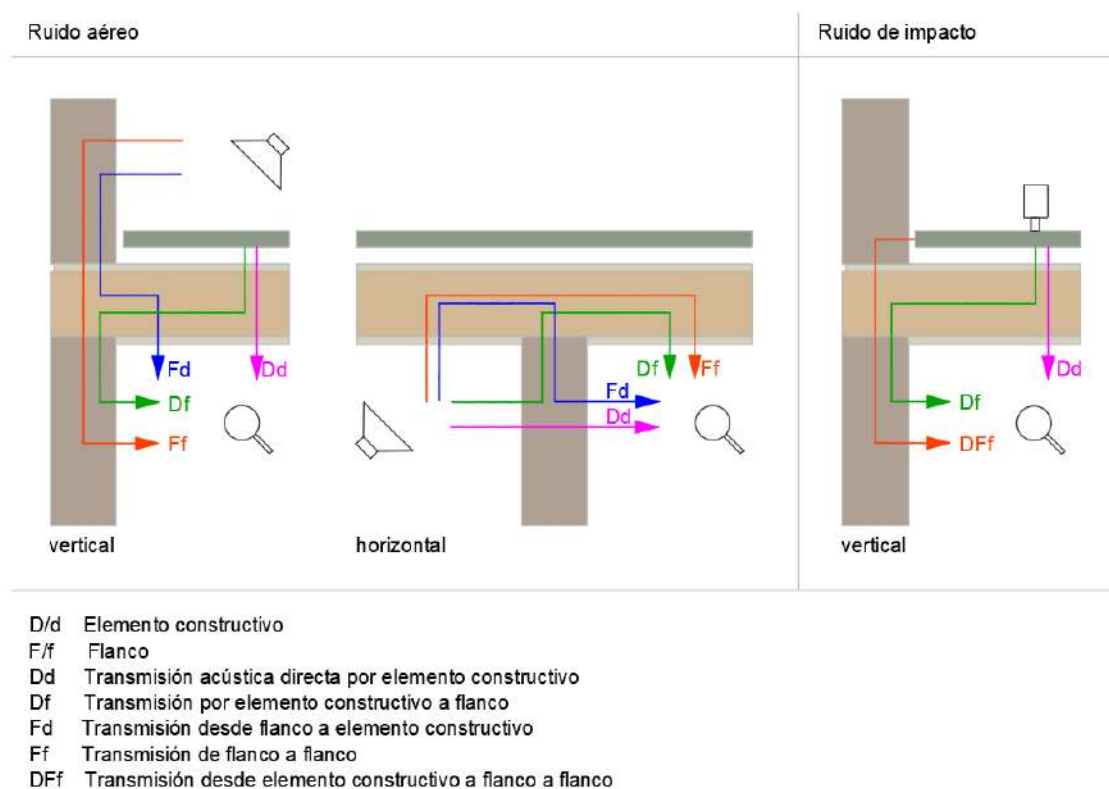 Ruido aéreo
Ruido de impacto
Fd
Dd
Df
Ff
vertical
Df
Ff
Fd
Dd
horizontal
Dd
Df
DFf
vertical
D/d Elemento constructivo
F/f Flanco
Dd Transmisión acústica directa por elemento constructivo
Df Transmisión por elemento constructivo a flanco
Fd Transmisión desde flanco a elemento constructivo
Ff Transmisión de flanco a flanco
DFf Transmisión desde elemento constructivo a flanco a flanco